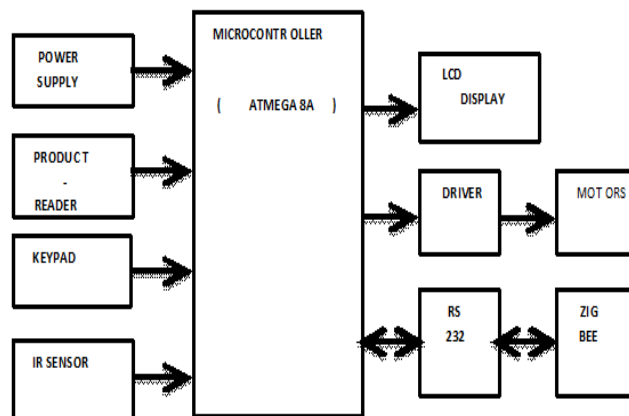 POWER
SUPPLY
PRODUCT
-
READER
KEYPAD
IR SENSOR
MICROCONTR OLLER
( ATMEGA 8A )
LCD
DISPLAY
DRIVER
MOT ORS
RS
232
ZIG
BEE